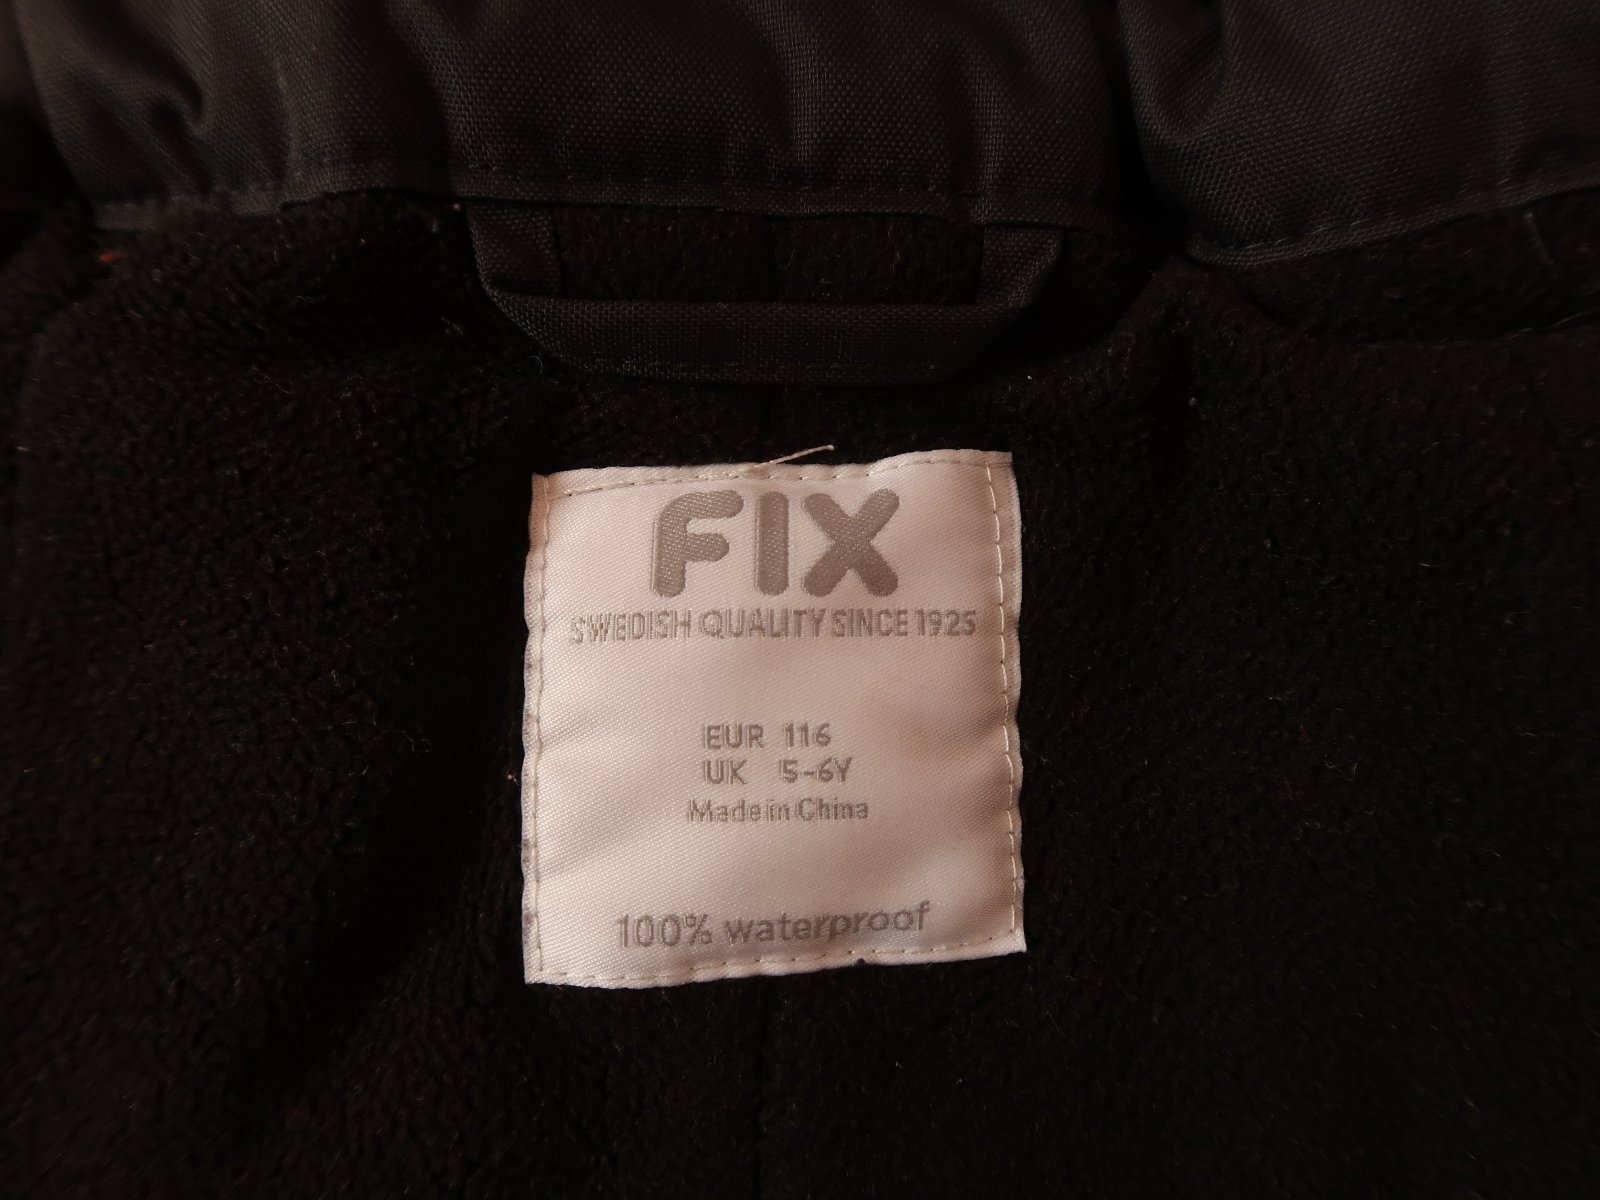 FIX
SWEDISH QUALITY SINCE 1925
EUR 116
UK 5-6Y
Made in China
100% waterproof